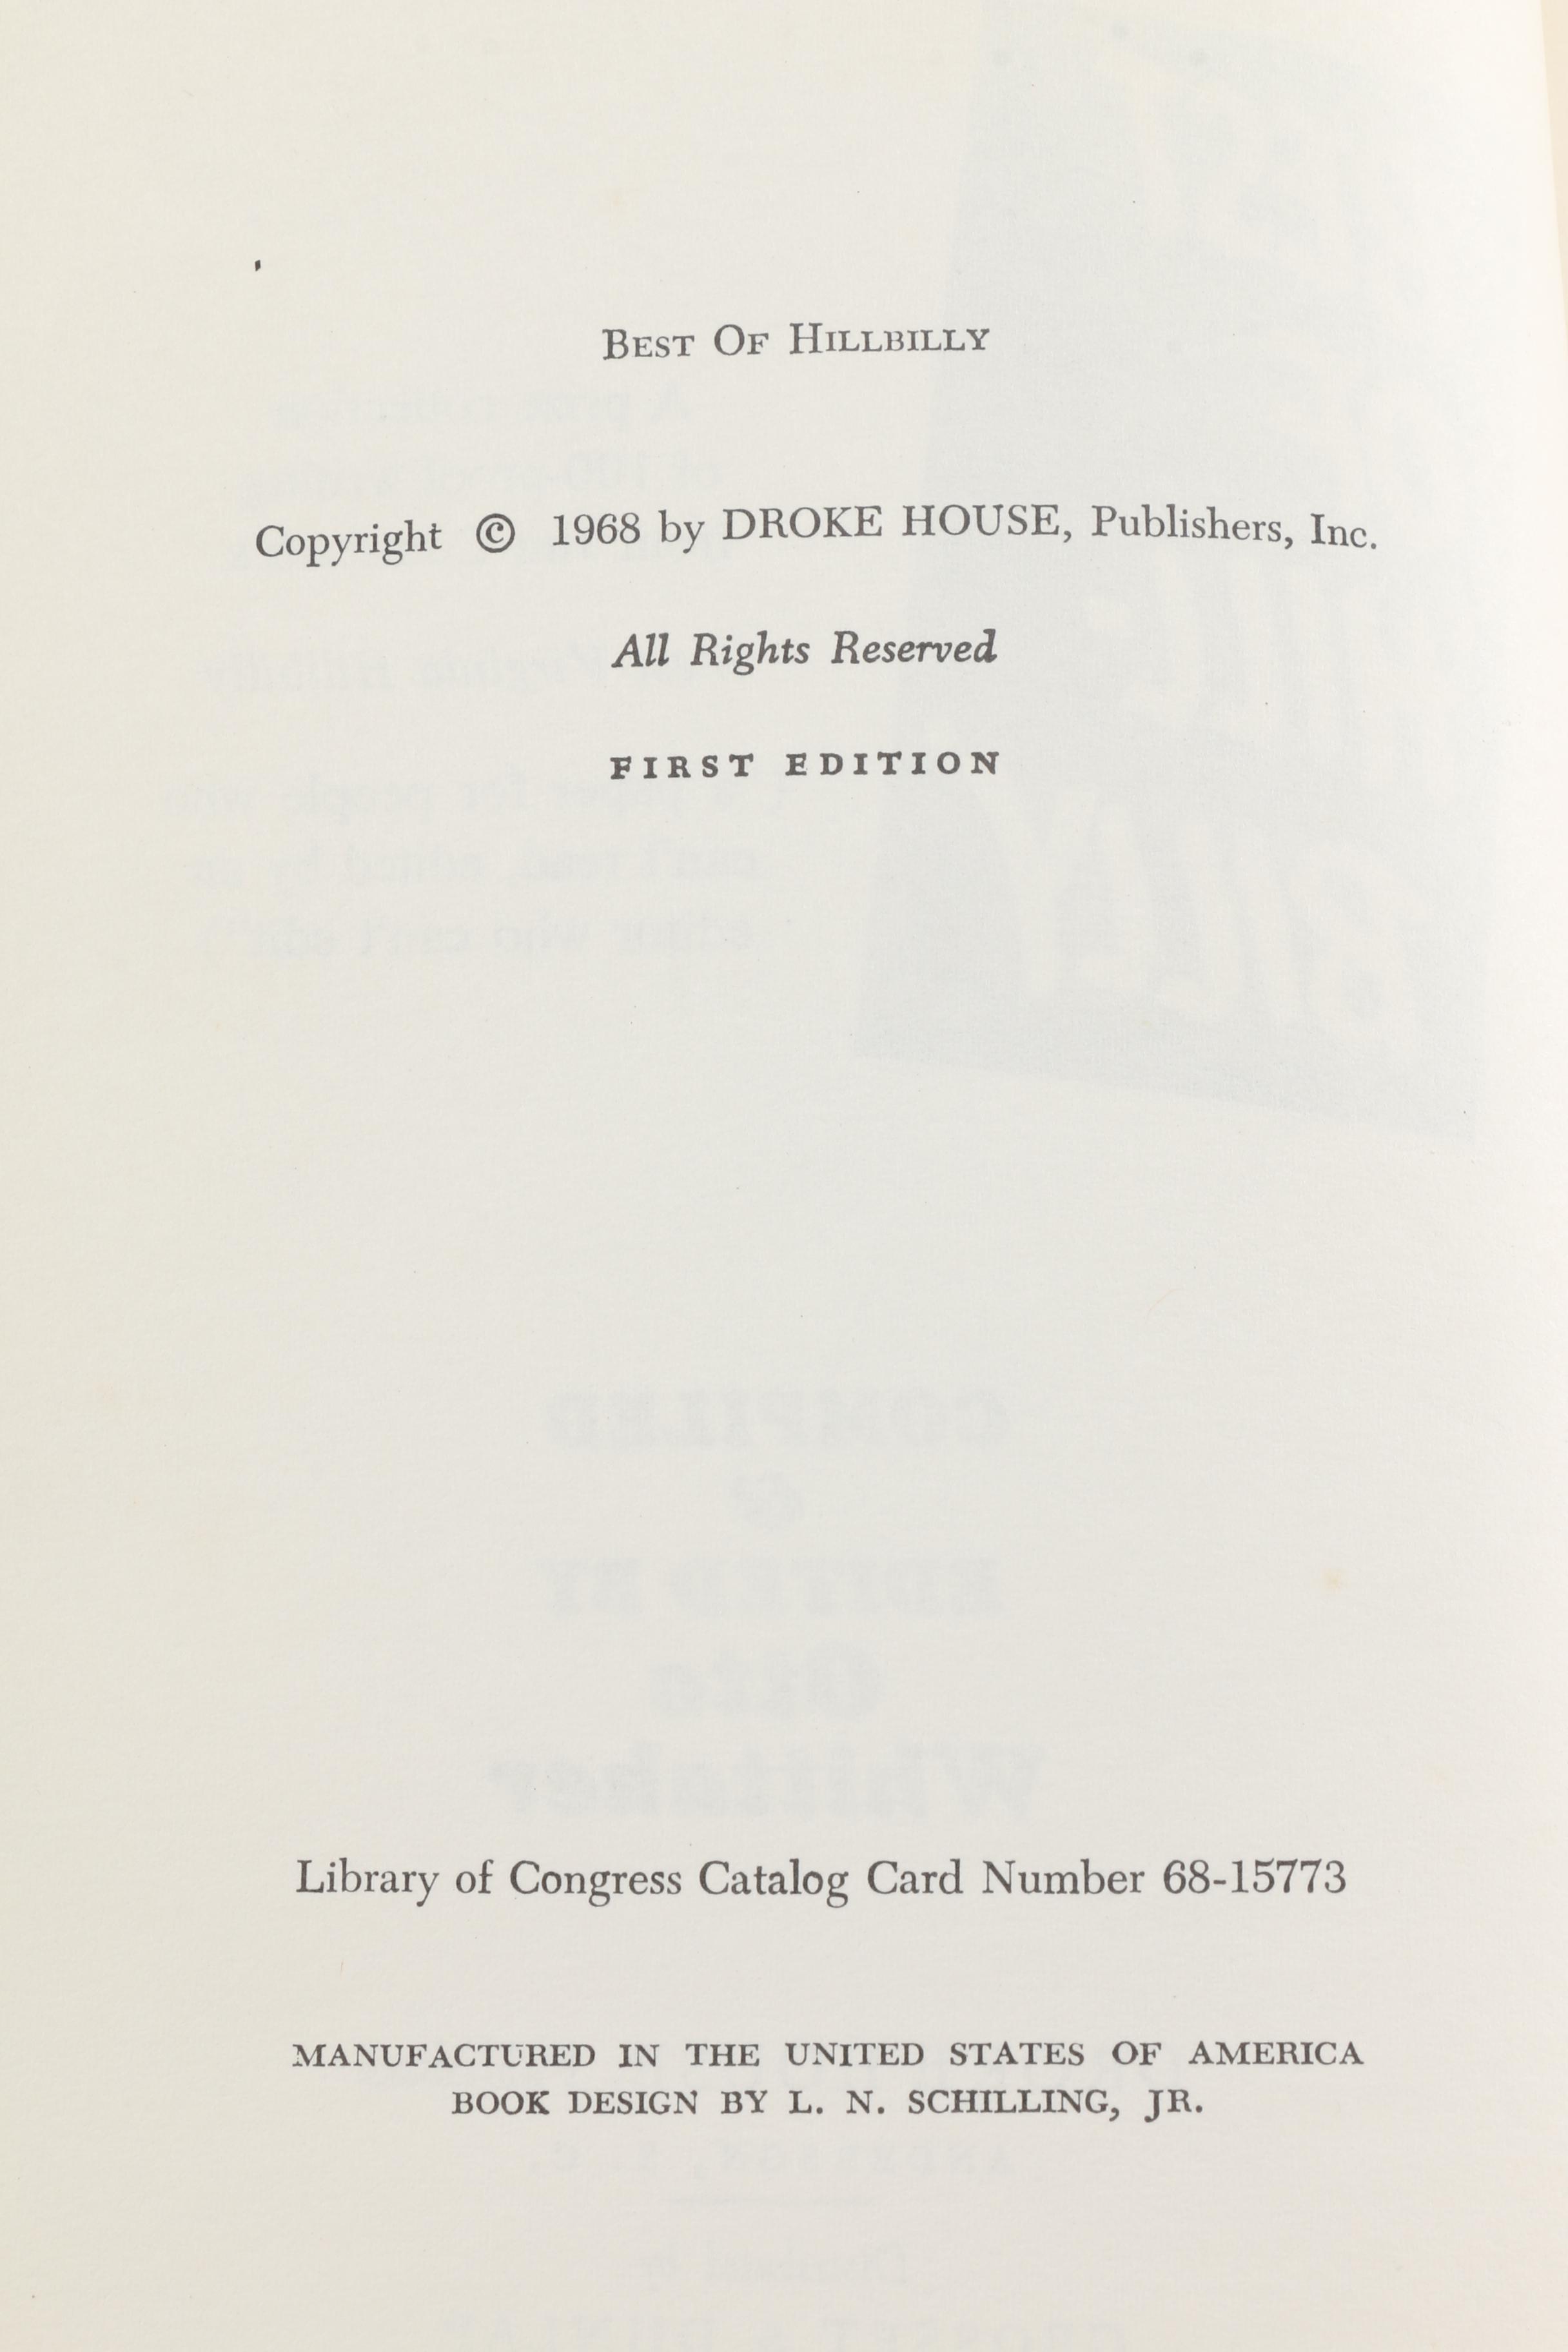 BEST OF HILLBILLY
Copyright © 1968 by DROKE HOUSE, Publishers, Inc.
All Rights Reserved
FIRST EDITION
Library of Congress Catalog Card Number 68-15773
MANUFACTURED IN THE UNITED STATES OF AMERICA
BOOK DESIGN BY L. N. SCHILLING, JR.